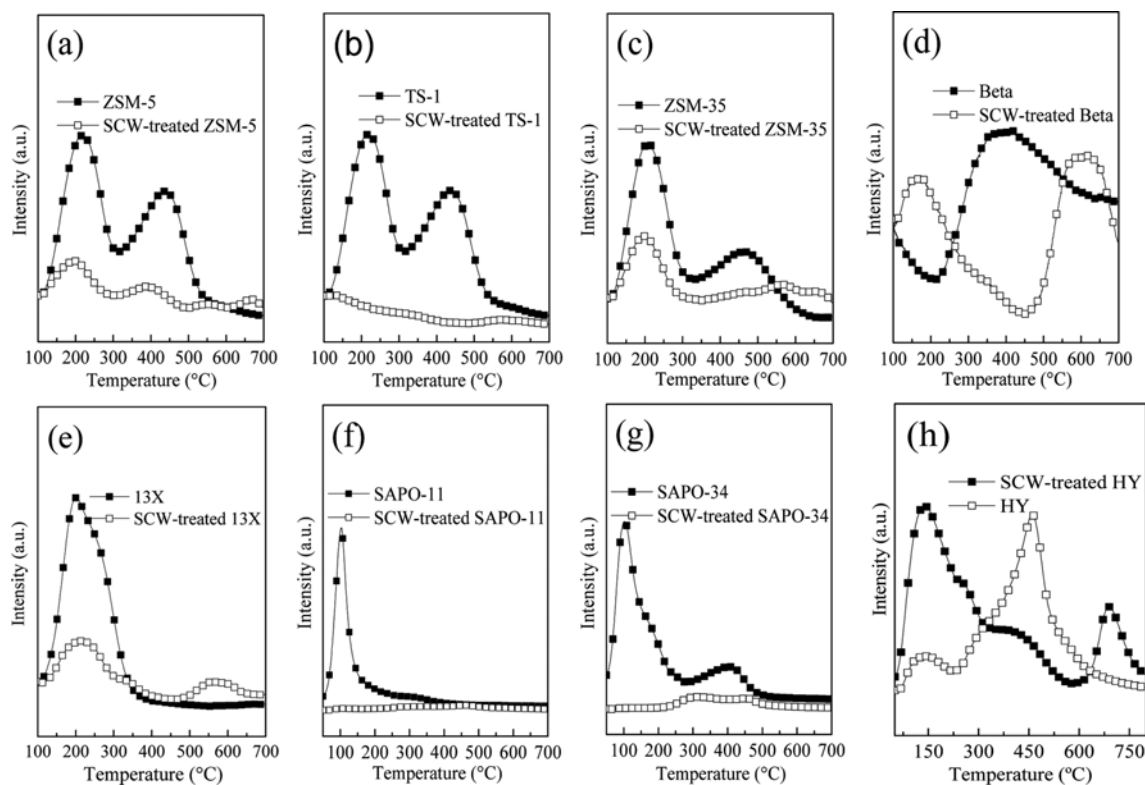 (a)
ZSM-5
SCW-treated ZSM-5
Intensity (a.u.)
100 200 300 400 500 600 700
Temperature (°C)
(b)
TS-1
SCW-treated TS-1
Intensity (a.u.)
100 200 300 400 500 600 700
Temperature (°C)
(c)
ZSM-35
SCW-treated ZSM-35
Intensity (a.u.)
100 200 300 400 500 600 700
Temperature (°C)
(d)
Beta
SCW-treated Beta
Intensity (a.u.)
100 200 300 400 500 600 700
Temperature (°C)
(e)
13X
SCW-treated 13X
Intensity (a.u.)
100 200 300 400 500 600 700
Temperature (°C)
(f)
SAPO-11
SCW-treated SAPO-11
Intensity (a.u.)
100 200 300 400 500 600 700
Temperature (°C)
(g)
SAPO-34
SCW-treated SAPO-34
Intensity (a.u.)
100 200 300 400 500 600 700
Temperature (°C)
(h)
SCW-treated HY
HY
Intensity (a.u.)
150 300 450 600 750
Temperature (°C)